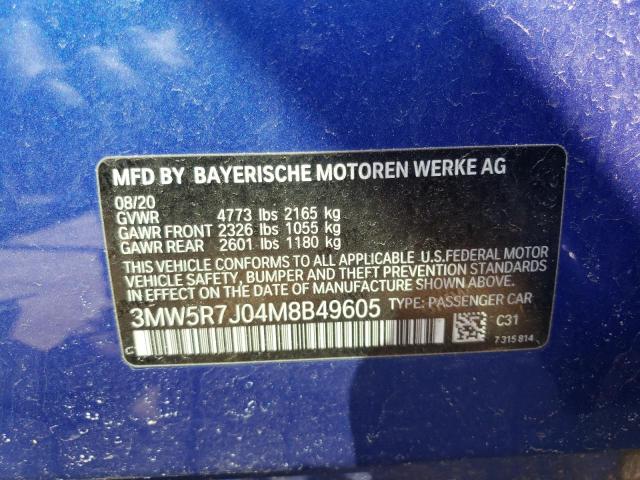 MFD BY BAYERISCHE MOTOREN WERKE AG
08/20
GVWR 4773 lbs 2165 kg
GAWR FRONT 2326 lbs 1055 kg
GAWR REAR 2601 lbs 1180 kg
THIS VEHICLE CONFORMS TO ALL APPLICABLE U.S.FEDERAL MOTOR
VEHICLE SAFETY, BUMPER AND THEFT PREVENTION STANDARDS
IN EFFECT ON THE DATE OF MANUFACTURE SHOWN ABOVE.
3MW5R7J04M8B49605 TYPE: PASSENGER CAR
C31
G 7 315 814